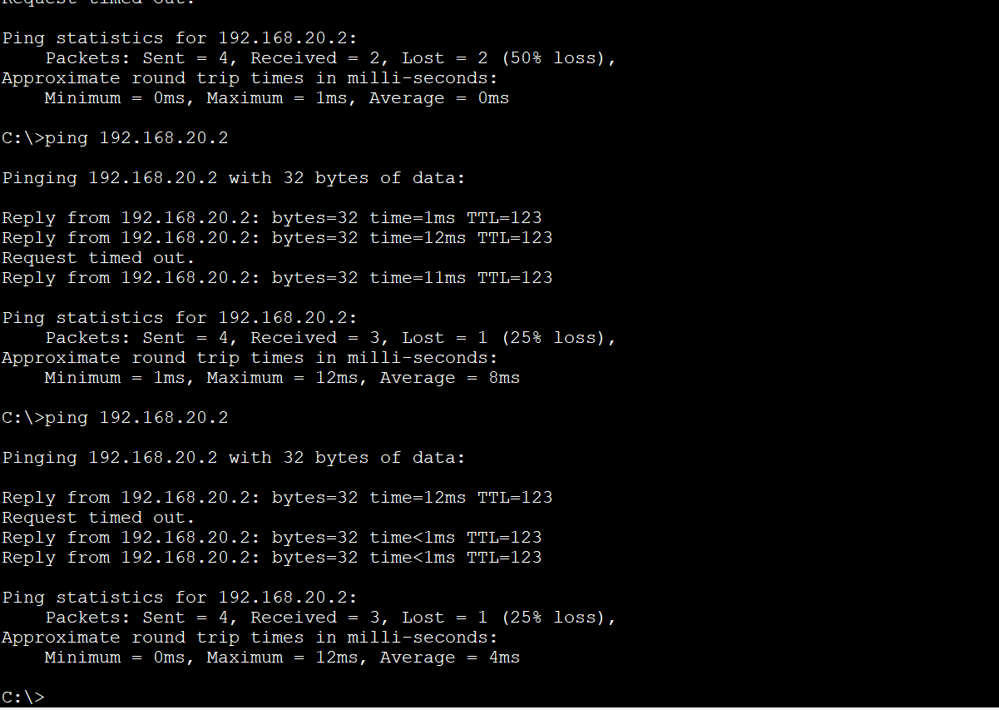 Request timed out.
Ping statistics for 192.168.20.2:
    Packets: Sent = 4, Received = 2, Lost = 2 (50% loss),
Approximate round trip times in milli-seconds:
    Minimum = 0ms, Maximum = 1ms, Average = 0ms
C:\>ping 192.168.20.2
Pinging 192.168.20.2 with 32 bytes of data:
Reply from 192.168.20.2: bytes=32 time=1ms TTL=123
Reply from 192.168.20.2: bytes=32 time=12ms TTL=123
Request timed out.
Reply from 192.168.20.2: bytes=32 time=11ms TTL=123
Ping statistics for 192.168.20.2:
    Packets: Sent = 4, Received = 3, Lost = 1 (25% loss),
Approximate round trip times in milli-seconds:
    Minimum = 1ms, Maximum = 12ms, Average = 8ms
C:\>ping 192.168.20.2
Pinging 192.168.20.2 with 32 bytes of data:
Reply from 192.168.20.2: bytes=32 time=12ms TTL=123
Request timed out.
Reply from 192.168.20.2: bytes=32 time<1ms TTL=123
Reply from 192.168.20.2: bytes=32 time<1ms TTL=123
Ping statistics for 192.168.20.2:
    Packets: Sent = 4, Received = 3, Lost = 1 (25% loss),
Approximate round trip times in milli-seconds:
    Minimum = 0ms, Maximum = 12ms, Average = 4ms
C:\>